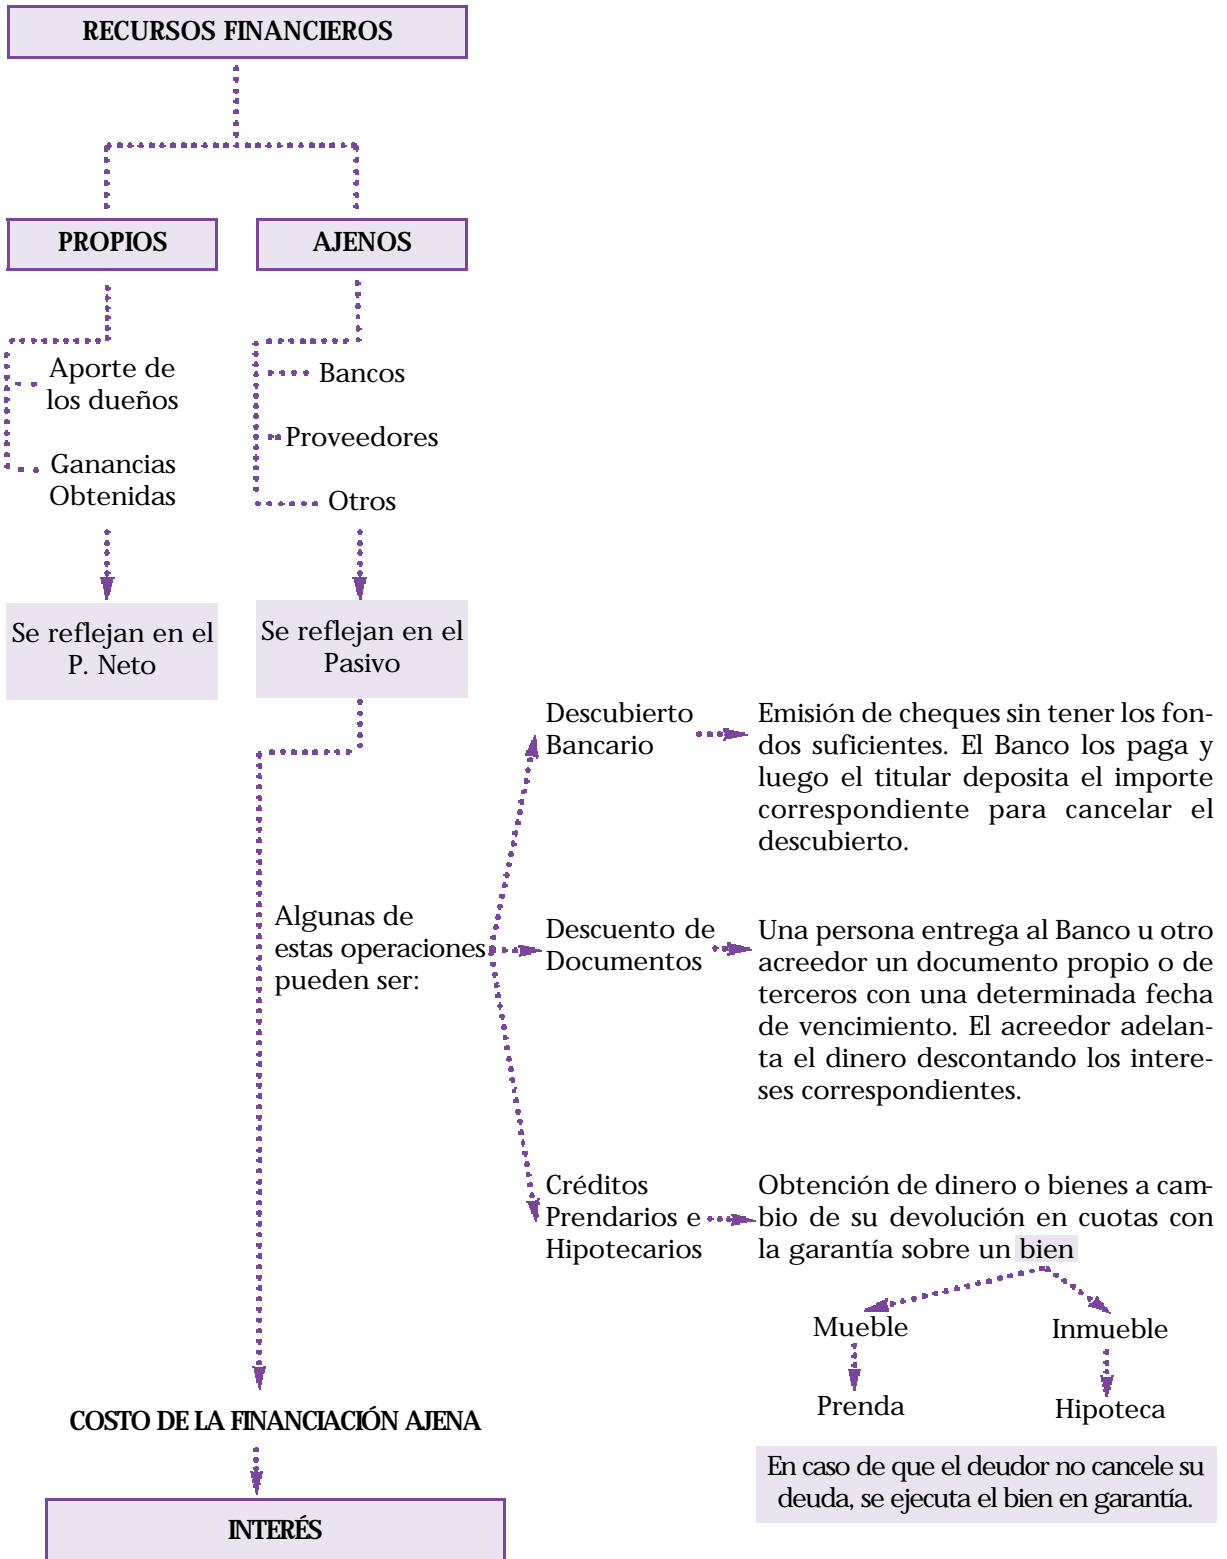 RECURSOS FINANCIEROS
PROPIOS
AJENOS
Aporte de
los dueños
Ganancias
Obtenidas
Bancos
Proveedores
Otros
Se reflejan en el
P. Neto
Se reflejan en el
Pasivo
Algunas de
estas operaciones
pueden ser:
Descubierto
Bancario
Emisión de cheques sin tener los fon-
dos suficientes. El Banco los paga y
luego el titular deposita el importe
correspondiente para cancelar el
descubierto.
Descuento de
Documentos
Una persona entrega al Banco u otro
acreedor un documento propio o de
terceros con una determinada fecha
de vencimiento. El acreedor adelan-
ta el dinero descontando los intere-
ses correspondientes.
Créditos
Prendarios e
Hipotecarios
Obtención de dinero o bienes a cam-
bio de su devolución en cuotas con
la garantía sobre un bien
Mueble
Inmueble
Prenda
Hipoteca
En caso de que el deudor no cancele su
deuda, se ejecuta el bien en garantía.
COSTO DE LA FINANCIACIÓN AJENA
INTERÉS